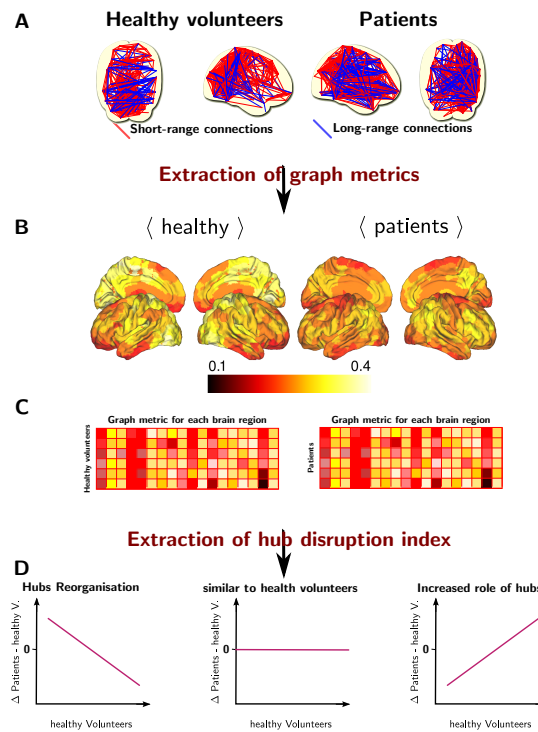 A
Healthy volunteers
Patients
Short-range connections
Long-range connections
Extraction of graph metrics
B
⟨ healthy ⟩
⟨ patients ⟩
0.1
0.4
C
Graph metric for each brain region
Graph metric for each brain region
Healthy volunteers
Patients
Extraction of hub disruption index
D
Hubs Reorganisation
similar to health volunteers
Increased role of hubs
Δ Patients - healthy V.
0
healthy Volunteers
Δ Patients - healthy V.
0
healthy Volunteers
Δ Patients - healthy V.
0
healthy Volunteers